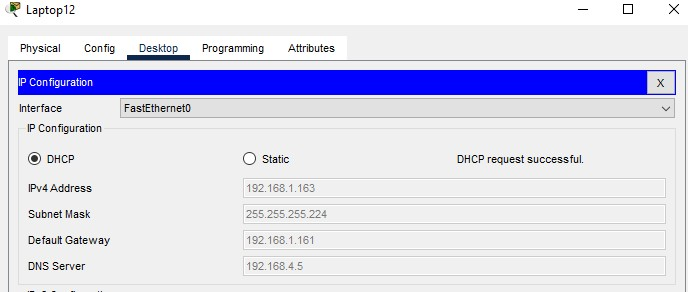 Laptop12
Physical Config Desktop Programming Attributes
IP Configuration X
Interface FastEthernet0
IP Configuration
DHCP Static DHCP request successful.
IPv4 Address 192.168.1.163
Subnet Mask 255.255.255.224
Default Gateway 192.168.1.161
DNS Server 192.168.4.5